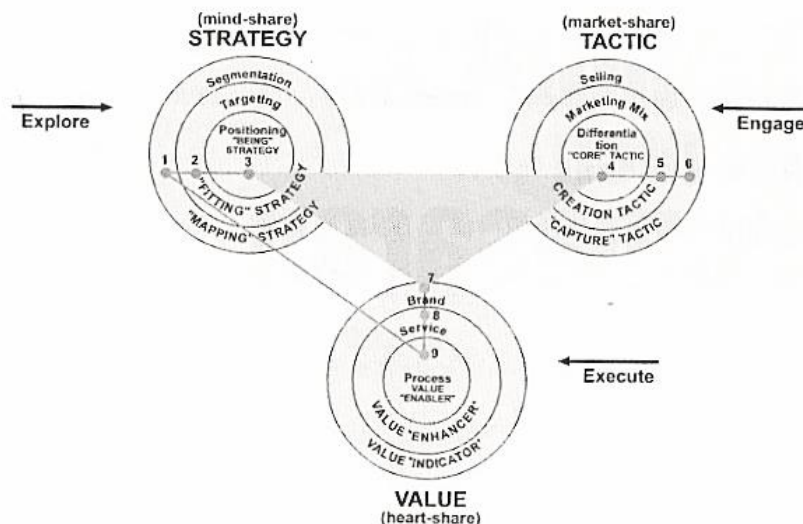 (mind-share)
STRATEGY
(market-share)
TACTIC
Explore
Segmentation
Targeting
Positioning
"BEING"
STRATEGY
1
2
3
"FITTING" STRATEGY
"MAPPING" STRATEGY
Selling
Marketing Mix
Differentia
tion
"CORE" TACTIC
4
5
6
CREATION TACTIC
"CAPTURE" TACTIC
Engage
7
Brand
8
Service
9
Process
VALUE
"ENABLER"
VALUE "ENHANCER"
VALUE "INDICATOR"
Execute
VALUE
(heart-share)